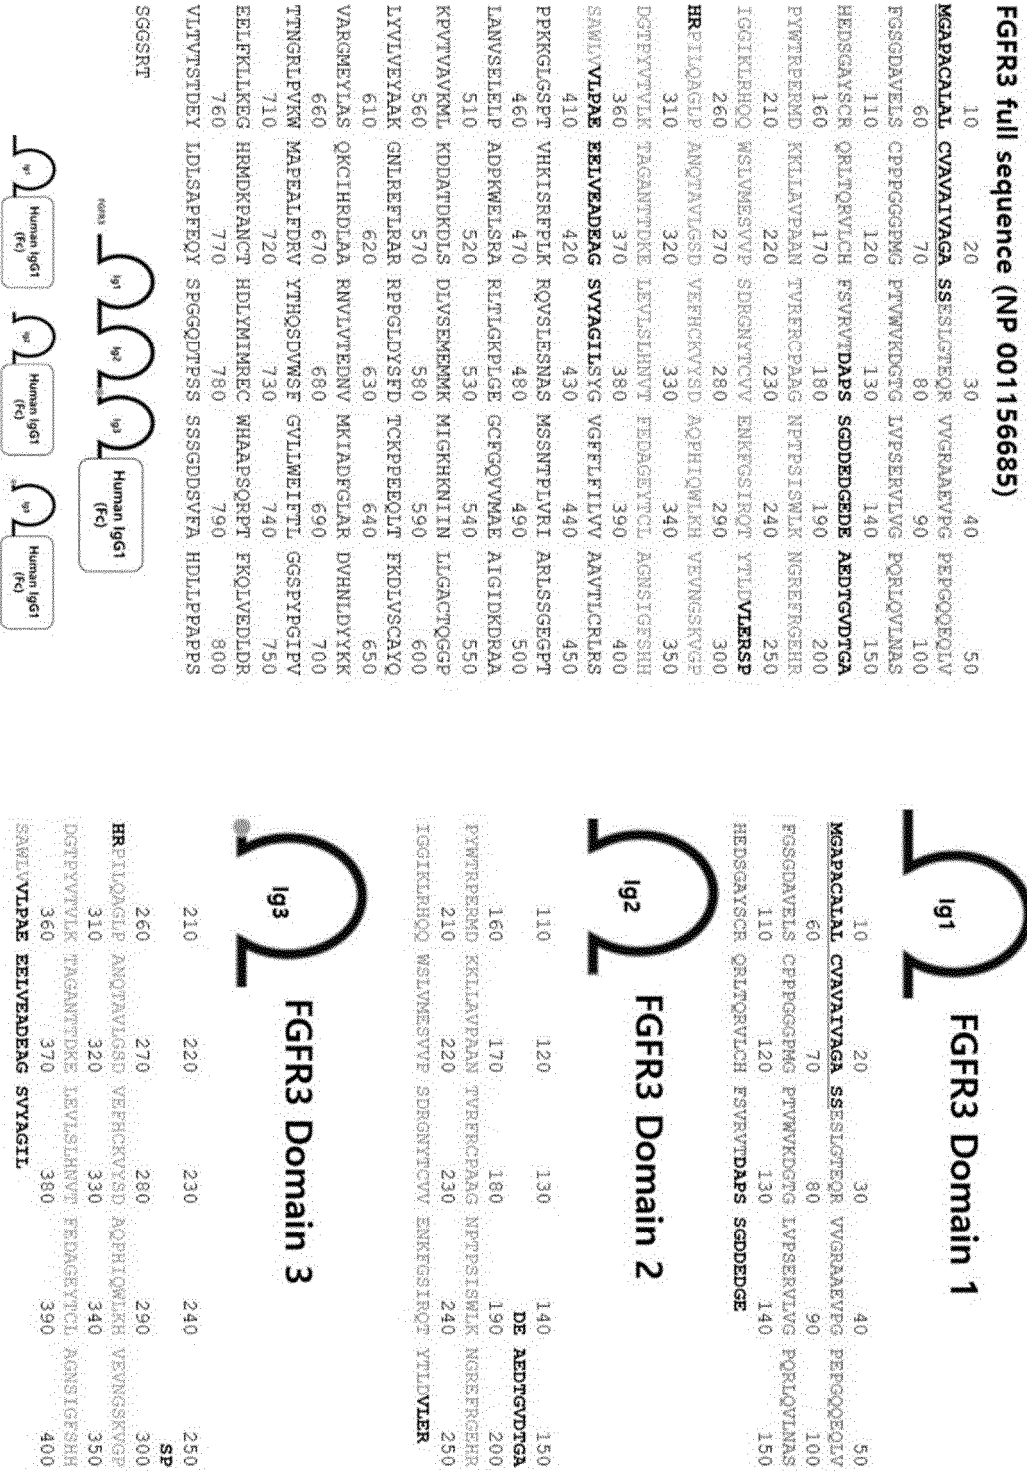 FGFR3 full sequence (NP 001156685)
10 20 30 40 50
MGAPACALAL CVAVAIVAGA SSESLGTEQR VVGRAAEVPG PEPGQQEQLV
60 70 80 90 100
FGSGDAVELS CPPPGGGPMG PTVWVKDGTG LVPSERVLVG PQRLQVLNAS
110 120 130 140 150
HEDSGAYSCR QRLTQRVLCH FSVRVTDAPS SGDDEDGEDE AEDTGVDTGA
160 170 180 190 200
PYWTRPERMD KKLLAVPAAN TVRFRCPAAG NPTPSISWLK NGREFRGEHR
210 220 230 240 250
IGGIKLRHQQ WSLVMESVVP SDRGNYTCVV ENKFGSIRQT YTLDVLERSP
260 270 280 290 300
HRPILQAGLP ANQTAVLGSD VEFHCKVYSD AQPHIQWLKH VEVNGSKVGP
310 320 330 340 350
DGTPYVTVLK TAGANTTDKE LEVLSLHNVT FEDAGEYTCL AGNSIGFSHH
360 370 380 390 400
SAWLVVLPAE EELVEADEAG SVYAGILSYG VGFFLFILVV AAVTLCRLRS
410 420 430 440 450
PPKKGLGSPT VHKISRFPLK RQVSLESNAS MSSNTPLVRI ARLSSGEGPT
460 470 480 490 500
LANVSELELP ADPKWELSRA RLTLGKPLGE GCFGQVVMAE AIGIDKDRAA
510 520 530 540 550
KPVTVAVKML KDDATDKDLS DLVSEMEMMK MIGKHKNIIN LLGACTQGGP
560 570 580 590 600
LYVLVEYAAK GNLREFLRAR RPPGLDYSFD TCKPPEEQLT FKDLVSCAYQ
610 620 630 640 650
VARGMEYLAS QKCIHRDLAA RNVLVTEDNV MKIADFGLAR DVHNLDYYKK
660 670 680 690 700
TTNGRLPVKW MAPEALFDRV YTHQSDVWSF GVLLWEIFTL GGSPYPGIPV
710 720 730 740 750
EELFKLLKEG HRMDKPANCT HDLYMIMREC WHAAPSQRPT FKQLVEDLDR
760 770 780 790 800
VLTVTSTDEY LDLSAPFEQY SPGGQDTPSS SSSGDDSVFA HDLLPPAPPS
SGGSRT
FGFR3
Ig1
Ig2
Ig3
Human IgG1
(Fc)
Ig1
Human IgG1
(Fc)
Ig2
Human IgG1
(Fc)
Ig3
Human IgG1
(Fc)
Ig1
FGFR3 Domain 1
10 20 30 40 50
MGAPACALAL CVAVAIVAGA SSESLGTEQR VVGRAAEVPG PEPGQQEQLV
60 70 80 90 100
FGSGDAVELS CPPPGGGPMG PTVWVKDGTG LVPSERVLVG PQRLQVLNAS
110 120 130 140 150
HEDSGAYSCR QRLTQRVLCH FSVRVTDAPS SGDDEDGE
Ig2
FGFR3 Domain 2
110 120 130 140 150
DE AEDTGVDTGA
160 170 180 190 200
PYWTRPERMD KKLLAVPAAN TVRFRCPAAG NPTPSISWLK NGREFRGEHR
210 220 230 240 250
IGGIKLRHQQ WSLVMESVVP SDRGNYTCVV ENKFGSIRQT YTLDVLER
Ig3
FGFR3 Domain 3
210 220 230 240 250
SP
260 270 280 290 300
HRPILQAGLP ANQTAVLGSD VEFHCKVYSD AQPHIQWLKH VEVNGSKVGP
310 320 330 340 350
DGTPYVTVLK TAGANTTDKE LEVLSLHNVT FEDAGEYTCL AGNSIGFSHH
360 370 380 390 400
SAWLVVLPAE EELVEADEAG SVYAGIL